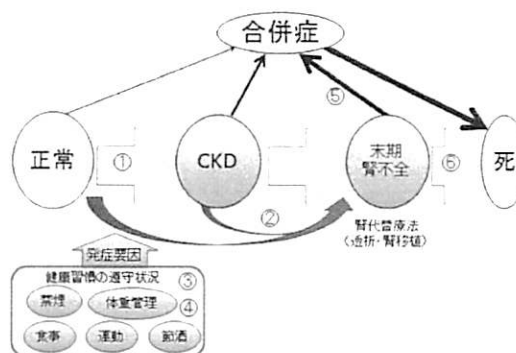 合併症
⑤
正常
①
CKD
末期
腎不全
⑥
死
②
腎代替療法
(透析・腎移植)
発症要因
健康習慣の遵守状況 ③
禁煙 体重管理 ④
食事 運動 節酒